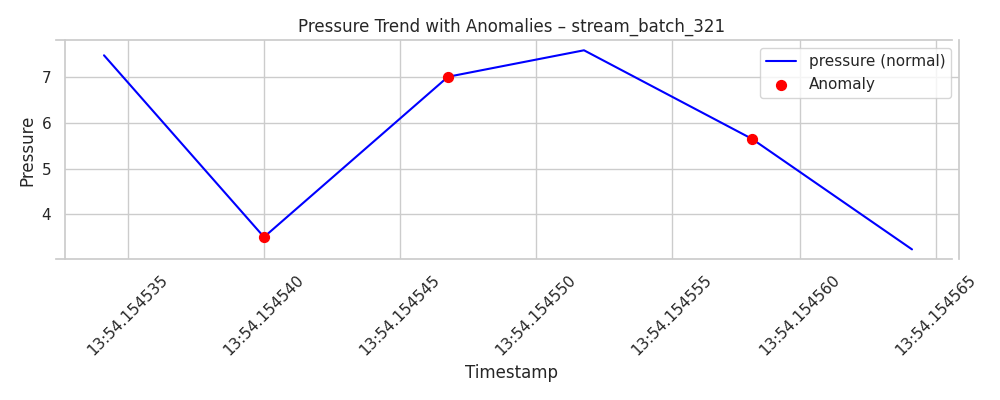 Pressure Trend with Anomalies – stream_batch_321
pressure (normal)
Anomaly
Pressure
7
6
5
4
13:54.154535
13:54.154540
13:54.154545
13:54.154550
13:54.154555
13:54.154560
13:54.154565
Timestamp